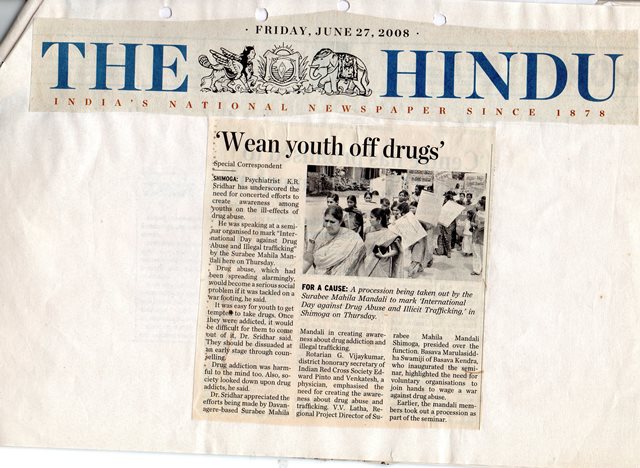 · FRIDAY, JUNE 27, 2008 ·
THE HINDU
INDIA'S NATIONAL NEWSPAPER SINCE 1878
'Wean youth off drugs'
Special Correspondent
SHIMOGA: Psychiatrist K.R.
Sridhar has underscored the
need for concerted efforts to
create awareness among
youths on the ill-effects of
drug abuse.
He was speaking at a semi-
nar organised to mark "Inter-
national Day against Drug
Abuse and Illegal trafficking"
by the Surabee Mahila Man-
dali here on Thursday.
Drug abuse, which had
been spreading alarmingly,
would become a serious social
problem if it was tackled on a
war footing, he said.
It was easy for youth to get
tempted to take drugs. Once
they were addicted, it would
be difficult for them to come
out of it, Dr. Sridhar said.
They should be dissuaded at
an early stage through coun-
selling.
Drug addiction was harm-
ful to the mind too. Also, so-
ciety looked down upon drug
addicts, he said.
Dr. Sridhar appreciated the
efforts being made by Davan-
agere-based Surabee Mahila
FOR A CAUSE: A procession being taken out by the
Surabee Mahila Mandali to mark 'International
Day against Drug Abuse and Illicit Trafficking,' in
Shimoga on Thursday.
Mandali in creating aware-
ness about drug addiction and
illegal trafficking.
Rotarian G. Vijaykumar,
district honorary secretary of
Indian Red Cross Society Ed-
ward Pinto and Venkatesh, a
physician, emphasised the
need for creating the aware-
ness about drug abuse and
trafficking. V.V. Latha, Re-
gional Project Director of Su-
rabee Mahila Mandali
Shimoga, presided over the
function. Basava Marulasidd-
ha Swamiji of Basava Kendra,
who inaugurated the semi-
nar, highlighted the need for
voluntary organisations to
join hands to wage a war
against drug abuse.
Earlier, the mandali mem-
bers took out a procession as
part of the seminar.